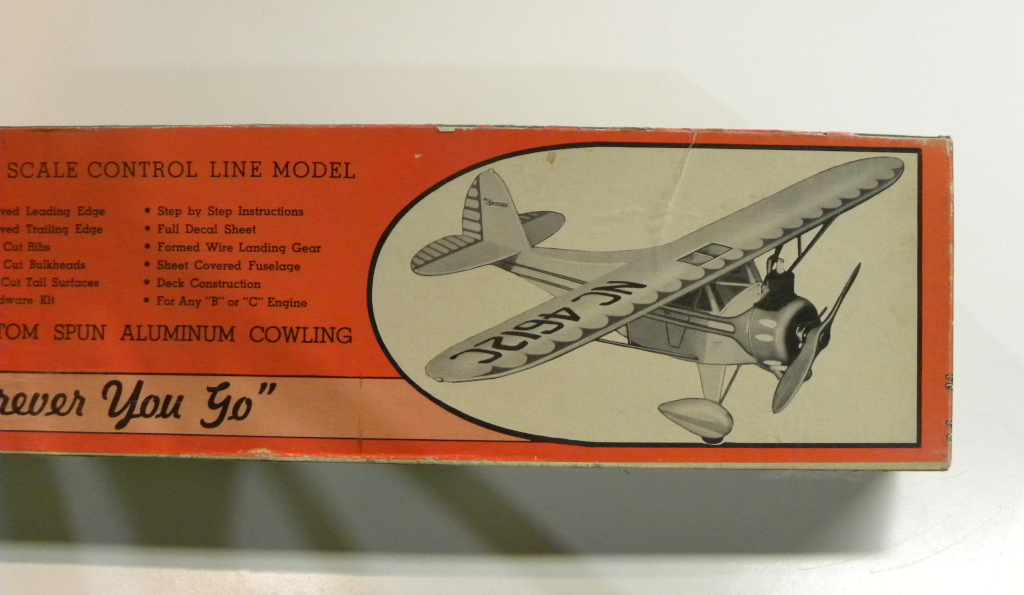 SCALE CONTROL LINE MODEL
ved Leading Edge
ved Trailing Edge
Cut Ribs
Cut Bulkheads
Cut Tail Surfaces
dware Kit
* Step by Step Instructions
* Full Decal Sheet
* Formed Wire Landing Gear
* Sheet Covered Fuselage
* Deck Construction
* For Any "B" or "C" Engine
TOM SPUN ALUMINUM COWLING
rever You Go"
NC 4612C